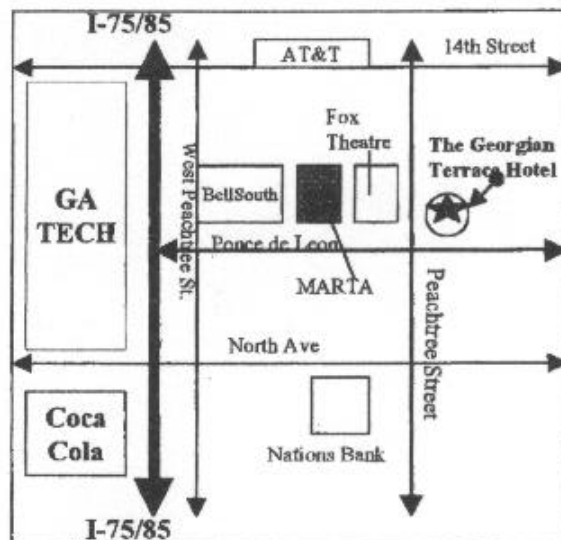 I-75/85
AT&T
14th Street
Fox
Theatre
The Georgian
Terrace Hotel
West Peachtree St.
BellSouth
GA
TECH
Ponce de Leon
MARTA
Peachtree Street
North Ave
Coca
Cola
Nations Bank
I-75/85